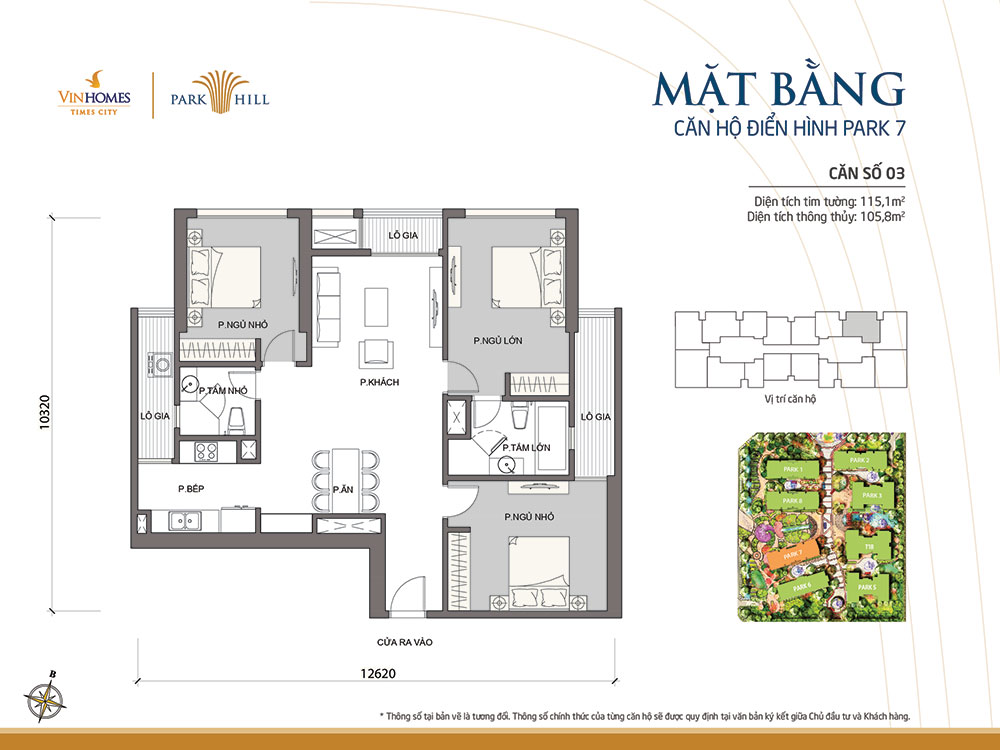 VINHOMES
TIMES CITY
PARK HILL
MẶT BẰNG
CĂN HỘ ĐIỂN HÌNH PARK 7
CĂN SỐ 03
Diện tích tim tường: 115,1m²
Diện tích thông thủy: 105,8m²
LÔ GIA
P.NGỦ NHỎ
P.NGỦ LỚN
P.KHÁCH
P.TẮM NHỎ
LÔ GIA
LÔ GIA
P.TẮM LỚN
P.BẾP
P.ĂN
P.NGỦ NHỎ
10320
CỬA RA VÀO
12620
Vị trí căn hộ
PARK 1
PARK 2
PARK 8
PARK 3
PARK 7
T18
PARK 6
PARK 5
B
* Thông số tại bản vẽ là tương đối. Thông số chính thức của từng căn hộ sẽ được quy định tại văn bản ký kết giữa Chủ đầu tư và Khách hàng.